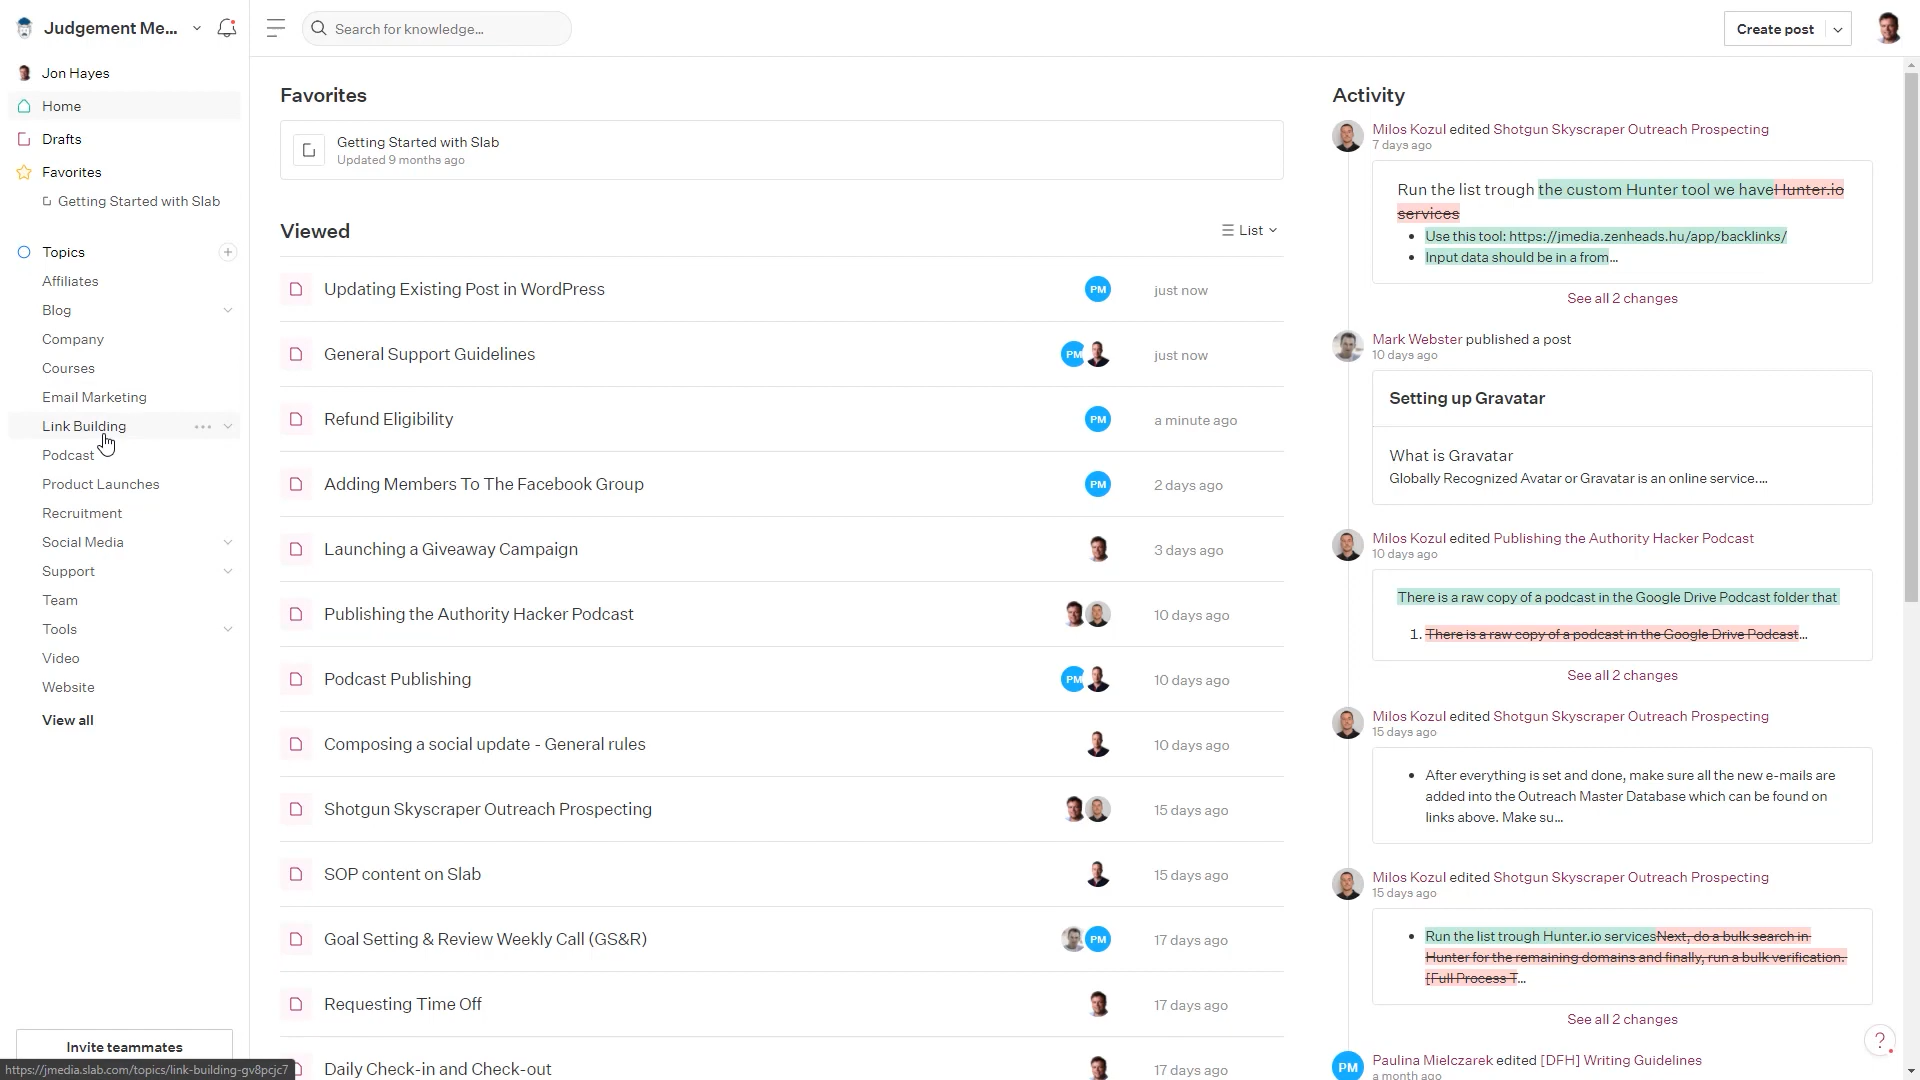 Judgement Me...
Search for knowledge...
Create post
Jon Hayes
Home
Drafts
Favorites
Getting Started with Slab
Topics
Affiliates
Blog
Company
Courses
Email Marketing
Link Building
Podcast
Product Launches
Recruitment
Social Media
Support
Team
Tools
Video
Website
View all
Invite teammates
https://jmedia.slab.com/topics/link-building-gv8pcjc7
Favorites
Getting Started with Slab
Updated 9 months ago
Viewed
List
Updating Existing Post in WordPress
PM
just now
General Support Guidelines
PM
just now
Refund Eligibility
PM
a minute ago
Adding Members To The Facebook Group
PM
2 days ago
Launching a Giveaway Campaign
3 days ago
Publishing the Authority Hacker Podcast
10 days ago
Podcast Publishing
PM
10 days ago
Composing a social update - General rules
10 days ago
Shotgun Skyscraper Outreach Prospecting
15 days ago
SOP content on Slab
15 days ago
Goal Setting & Review Weekly Call (GS&R)
PM
17 days ago
Requesting Time Off
17 days ago
Daily Check-in and Check-out
17 days ago
Activity
Milos Kozul edited Shotgun Skyscraper Outreach Prospecting
7 days ago
Run the list trough the custom Hunter tool we haveHunter.io
services
Use this tool: https://jmedia.zenheads.hu/app/backlinks/
Input data should be in a from...
See all 2 changes
Mark Webster published a post
10 days ago
Setting up Gravatar
What is Gravatar
Globally Recognized Avatar or Gravatar is an online service....
Milos Kozul edited Publishing the Authority Hacker Podcast
10 days ago
There is a raw copy of a podcast in the Google Drive Podcast folder that
1. There is a raw copy of a podcast in the Google Drive Podcast...
See all 2 changes
Milos Kozul edited Shotgun Skyscraper Outreach Prospecting
15 days ago
After everything is set and done, make sure all the new e-mails are
added into the Outreach Master Database which can be found on
links above. Make su...
Milos Kozul edited Shotgun Skyscraper Outreach Prospecting
15 days ago
Run the list trough Hunter.io servicesNext, do a bulk search in
Hunter for the remaining domains and finally, run a bulk verification.
[Full Process T...
See all 2 changes
?
PM
Paulina Mielczarek edited [DFH] Writing Guidelines
a month ago